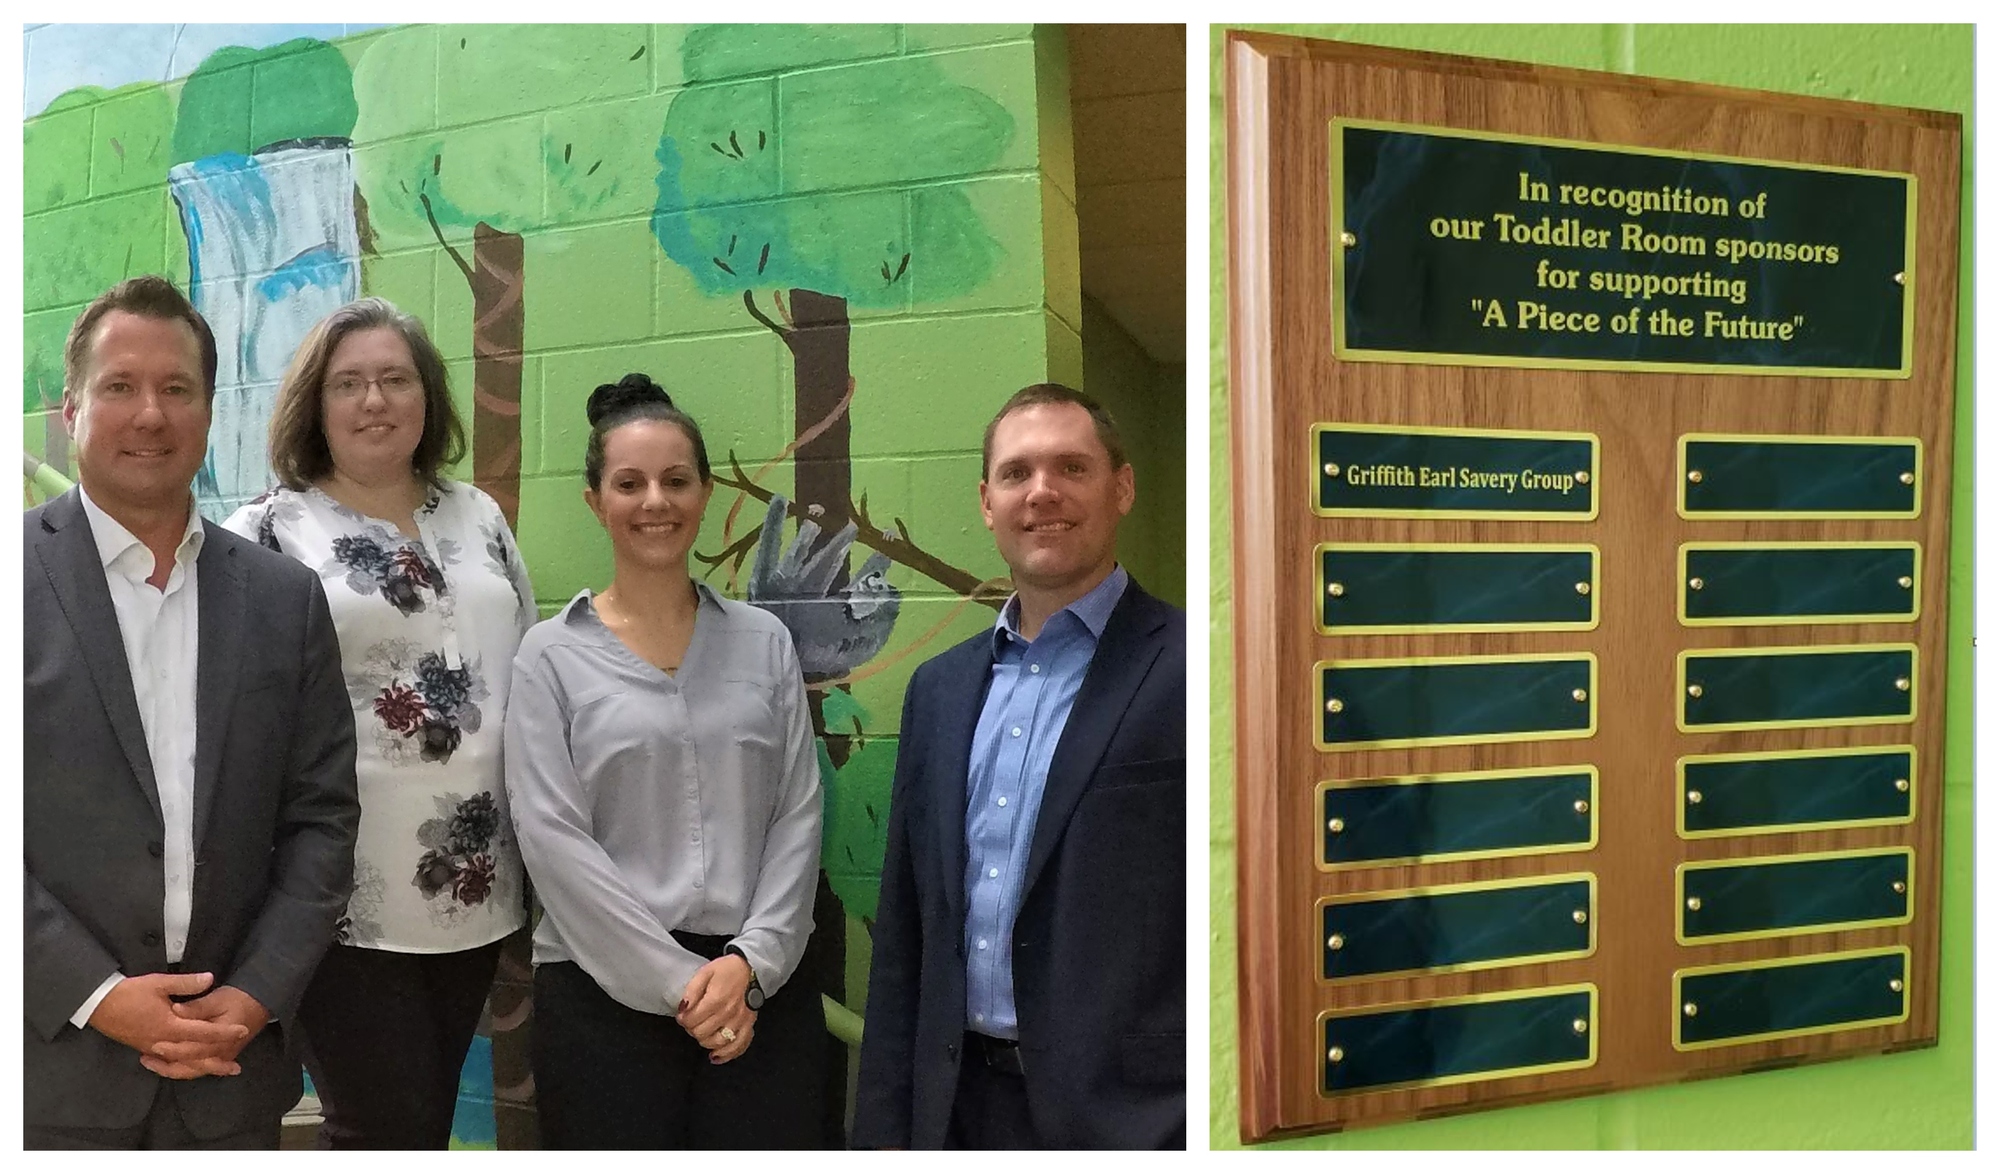 In recognition of
our Toddler Room sponsors
for supporting
"A Piece of the Future"
Griffith Earl Savery Group